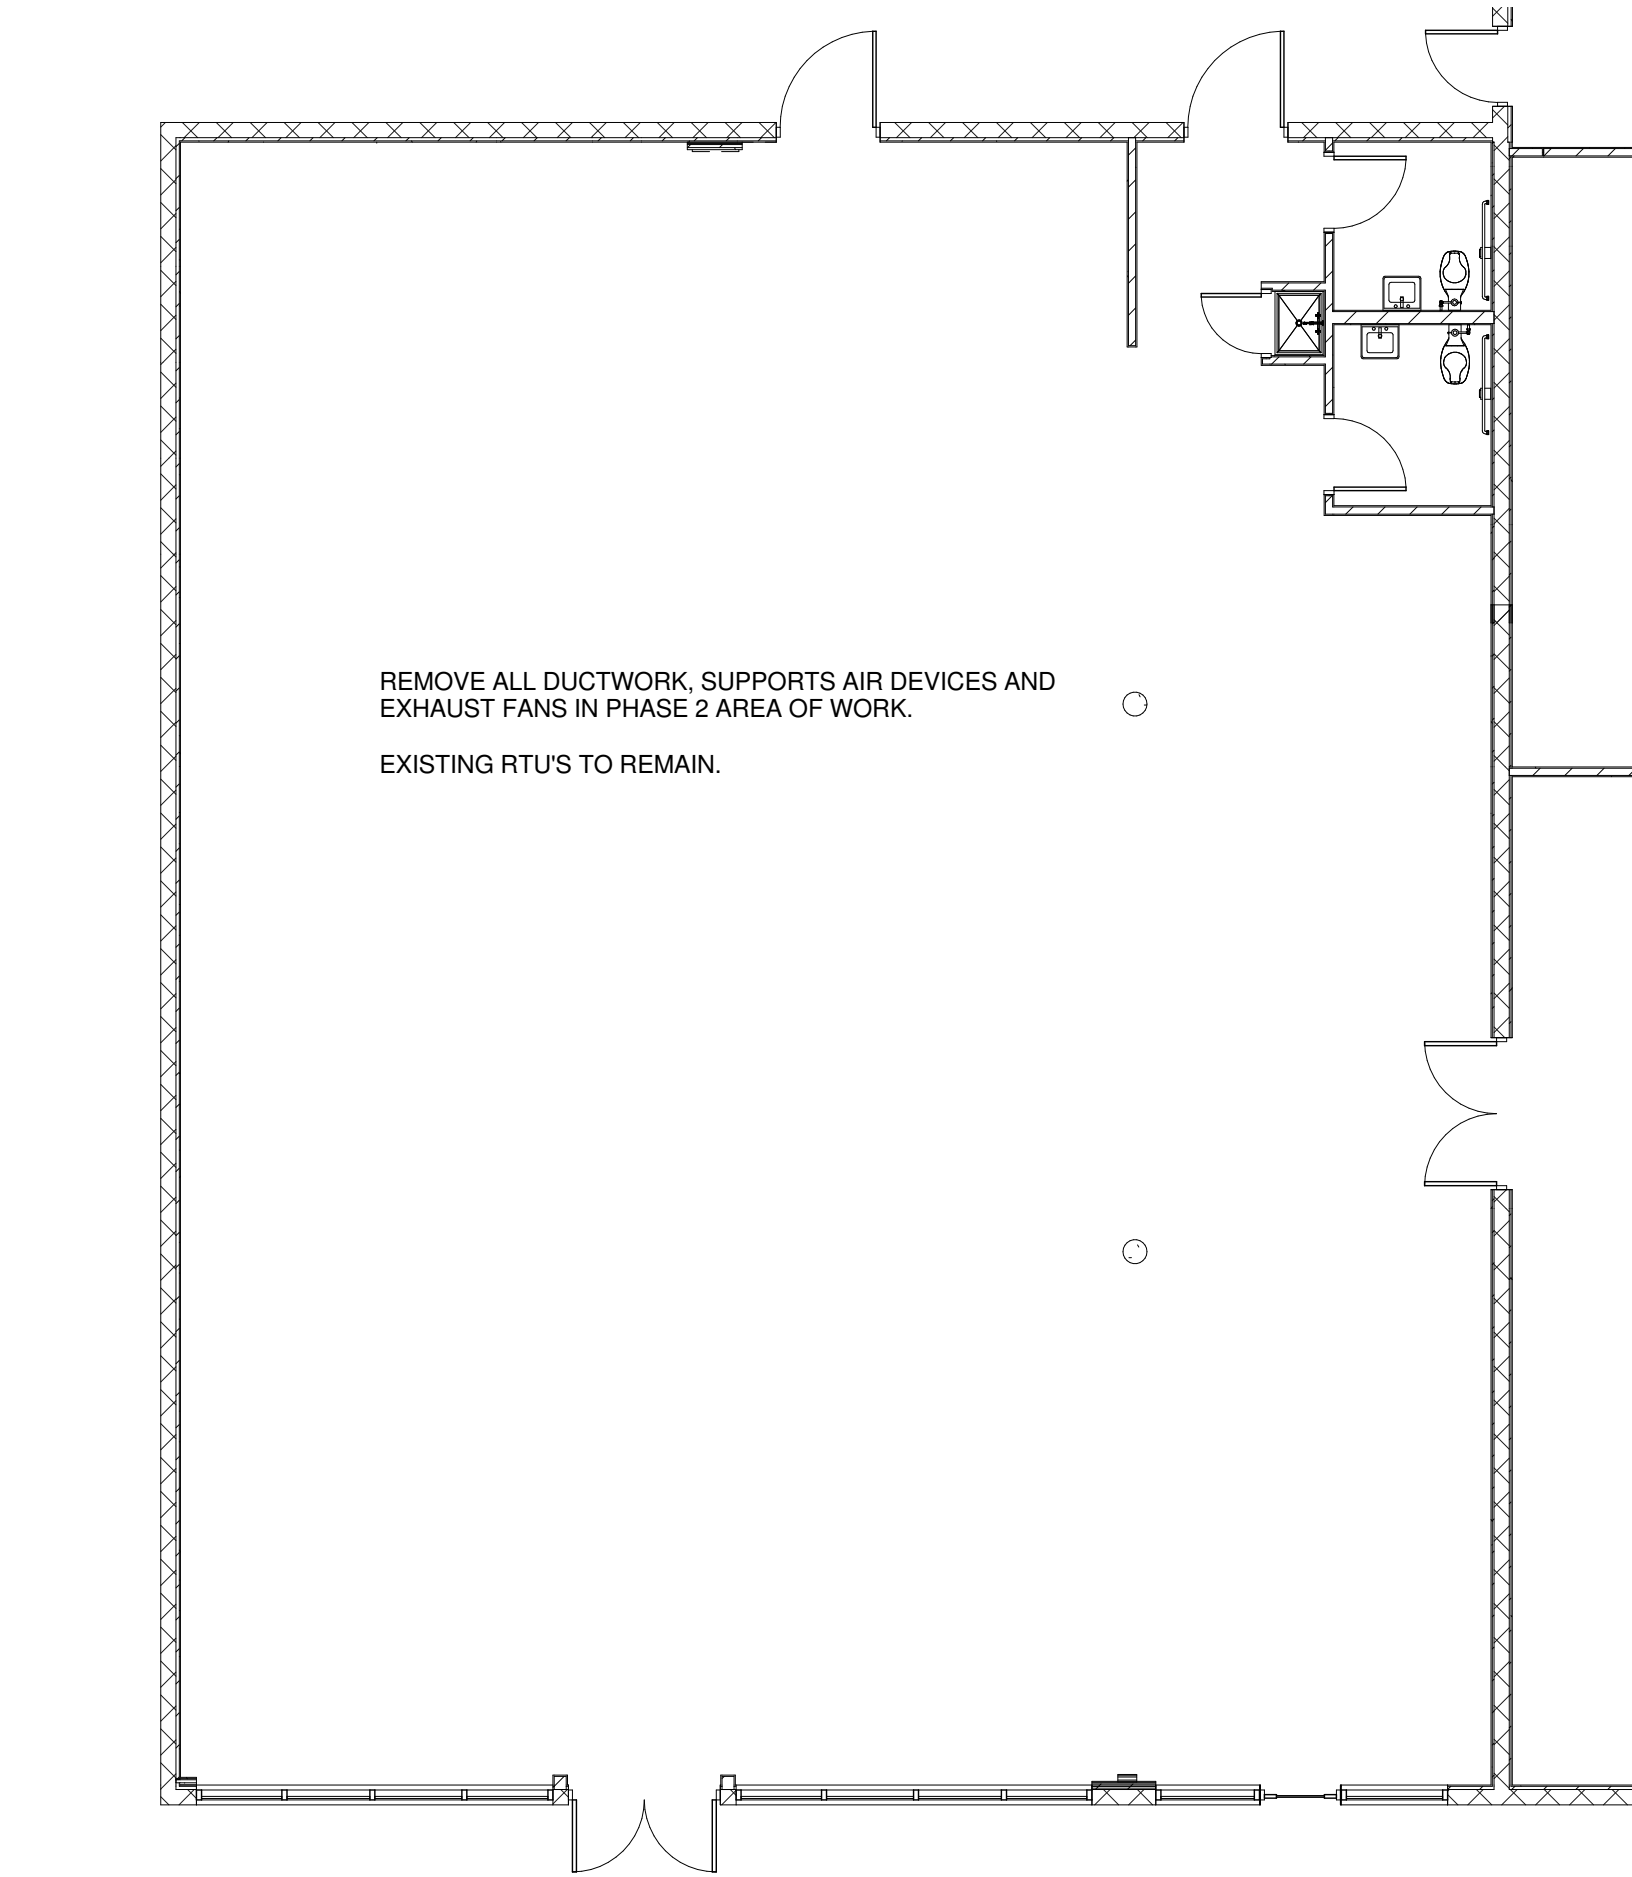 REMOVE ALL DUCTWORK, SUPPORTS AIR DEVICES AND
EXHAUST FANS IN PHASE 2 AREA OF WORK.
EXISTING RTU'S TO REMAIN.